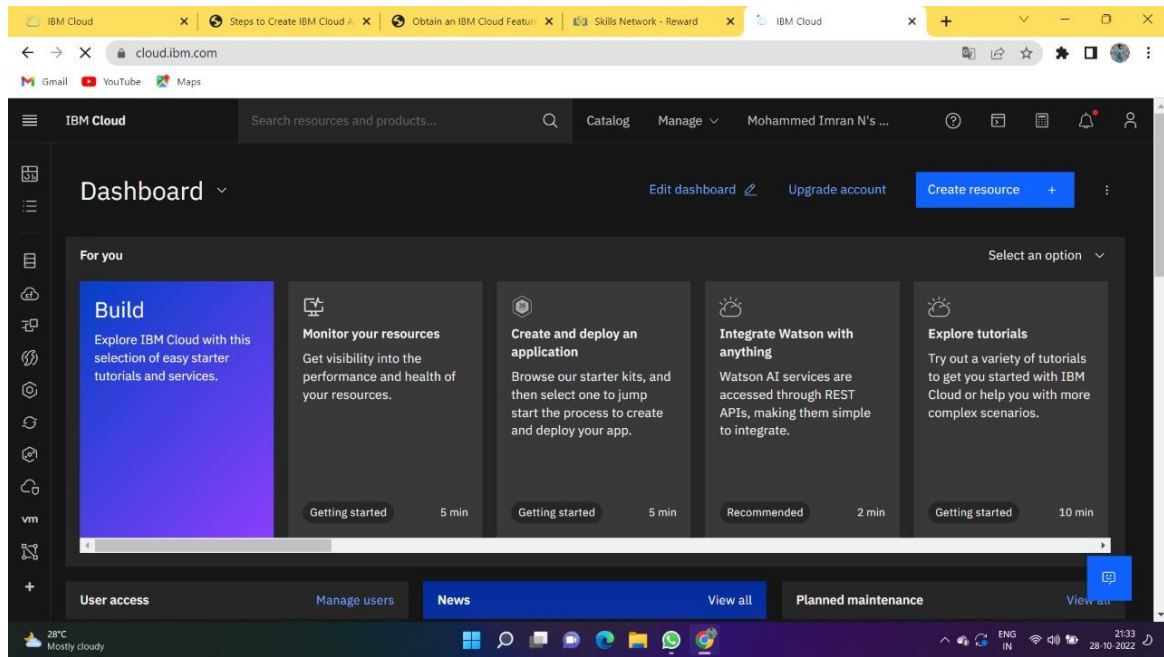 IBM Cloud
Steps to Create IBM Cloud A
Obtain an IBM Cloud Featur
Skills Network - Reward
IBM Cloud
cloud.ibm.com
Gmail
YouTube
Maps
IBM Cloud
Search resources and products...
Catalog
Manage
Mohammed Imran N's ...
Dashboard
Edit dashboard
Upgrade account
Create resource +
For you
Select an option
Build
Explore IBM Cloud with this
selection of easy starter
tutorials and services.
Monitor your resources
Get visibility into the
performance and health of
your resources.
Getting started
5 min
Create and deploy an
application
Browse our starter kits, and
then select one to jump
start the process to create
and deploy your app.
Getting started
5 min
Integrate Watson with
anything
Watson AI services are
accessed through REST
APIs, making them simple
to integrate.
Recommended
2 min
Explore tutorials
Try out a variety of tutorials
to get you started with IBM
Cloud or help you with more
complex scenarios.
Getting started
10 min
vm
User access
Manage users
News
View all
Planned maintenance
View all
28°C
Mostly cloudy
ENG
IN
21:33
28-10-2022